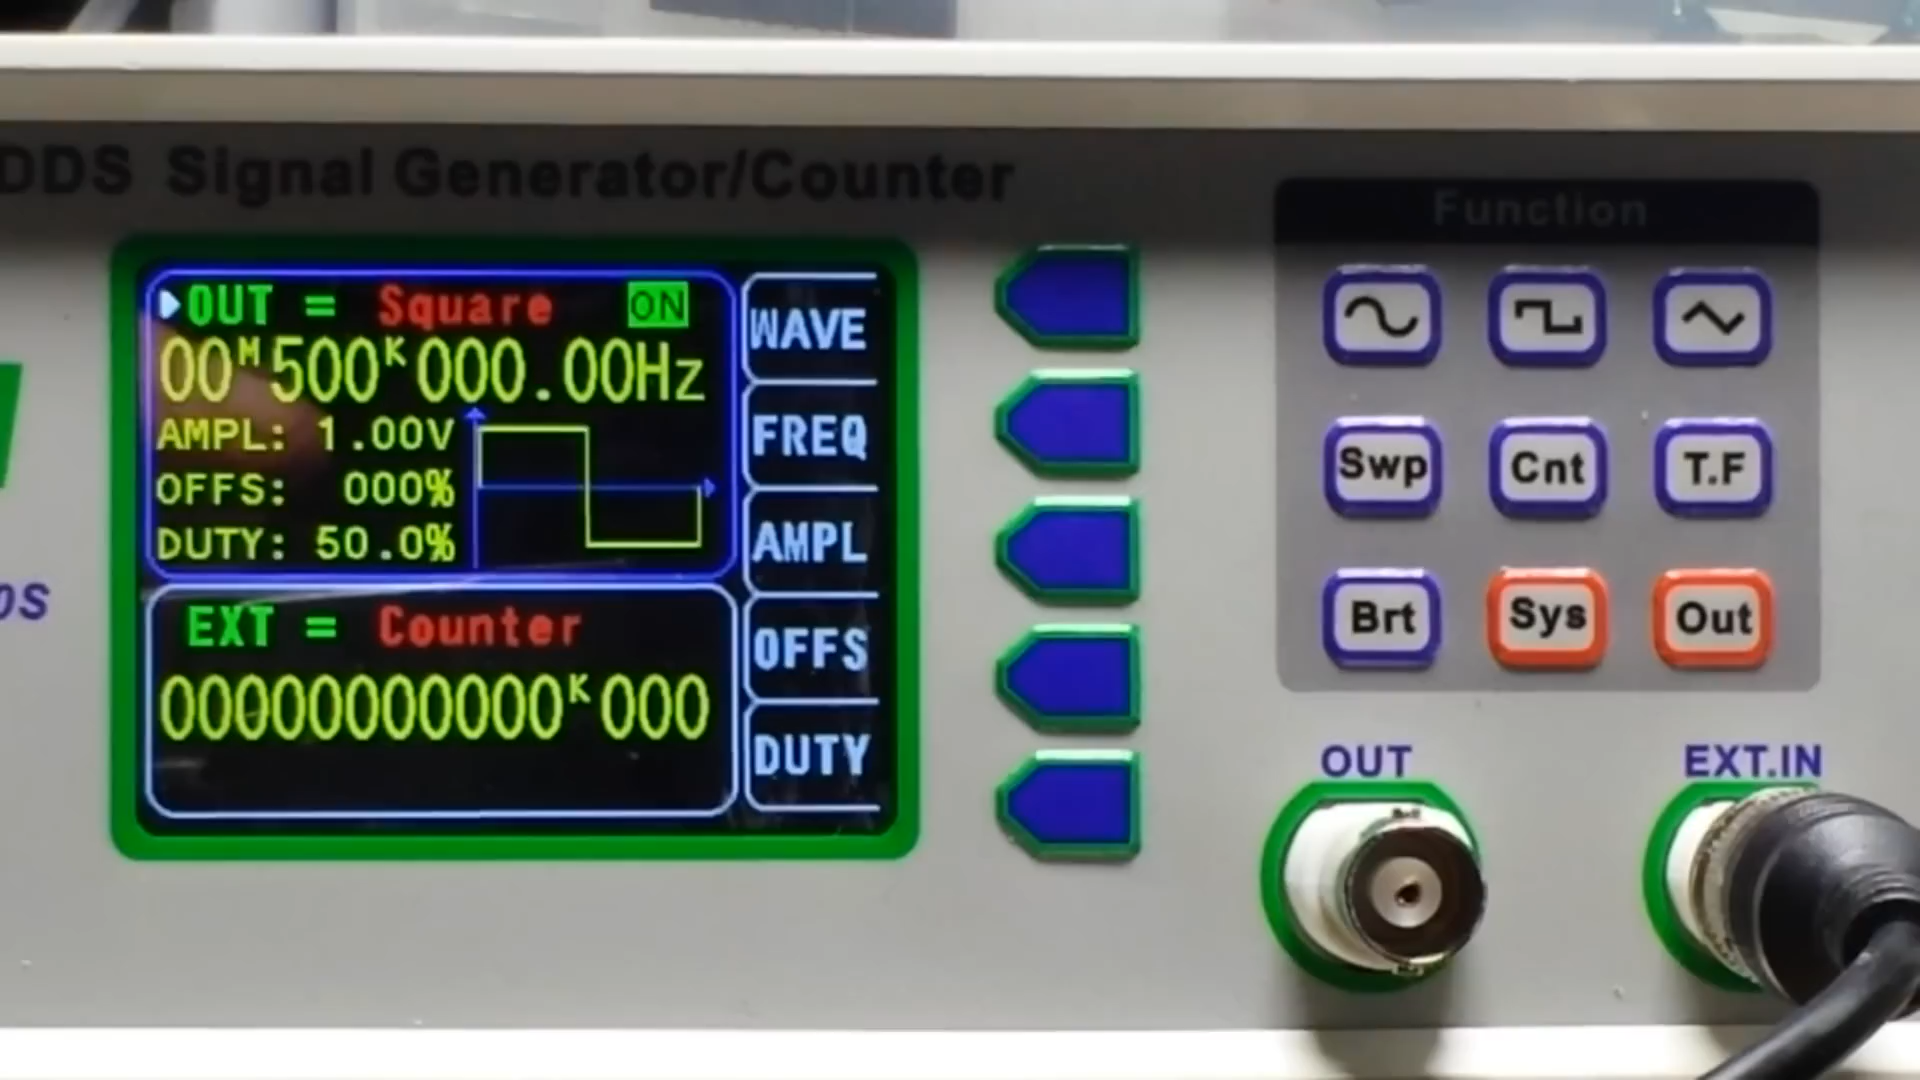 DDS Signal Generator/Counter
Function
OUT = Square ON
00M500K000.00Hz
AMPL: 1.00V
OFFS: 000%
DUTY: 50.0%
EXT = Counter
00000000000K000
WAVE
FREQ
AMPL
OFFS
DUTY
Swp Cnt T.F
Brt Sys Out
OUT EXT.IN